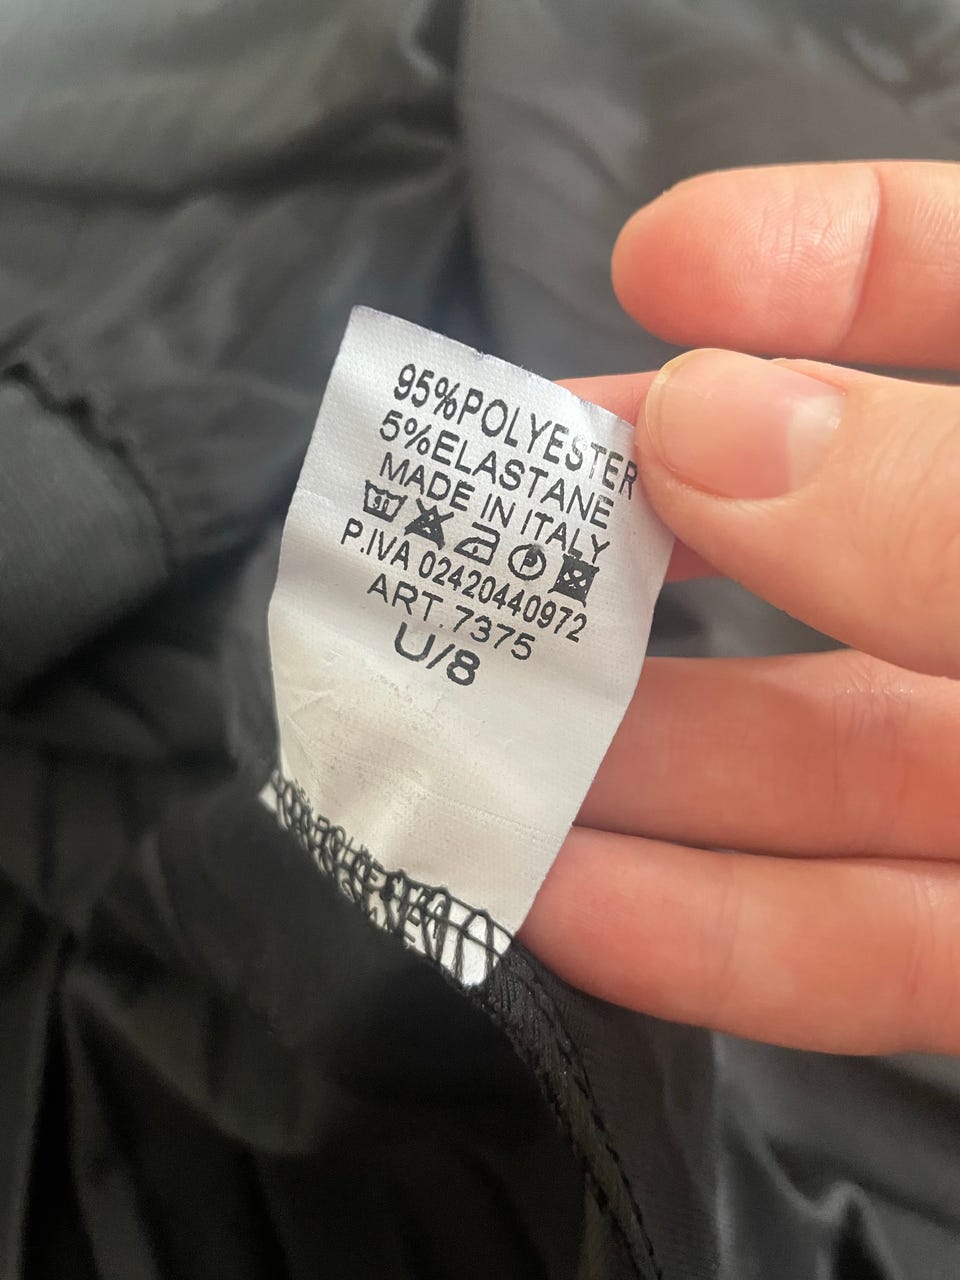 95%POLYESTER
5%ELASTANE
MADE IN ITALY
P
P.IVA 02420440972
ART.7375
U/8